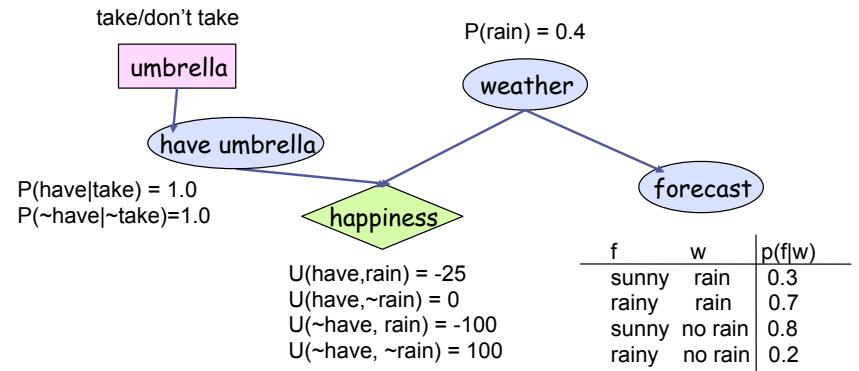 take/don't take
P(rain) = 0.4
umbrella
weather
have umbrella
forecast
P(have|take) = 1.0
P(~have|~take)=1.0
happiness
U(have,rain) = -25
U(have,~rain) = 0
U(~have, rain) = -100
U(~have, ~rain) = 100
f w p(f|w)
sunny rain 0.3
rainy rain 0.7
sunny no rain 0.8
rainy no rain 0.2